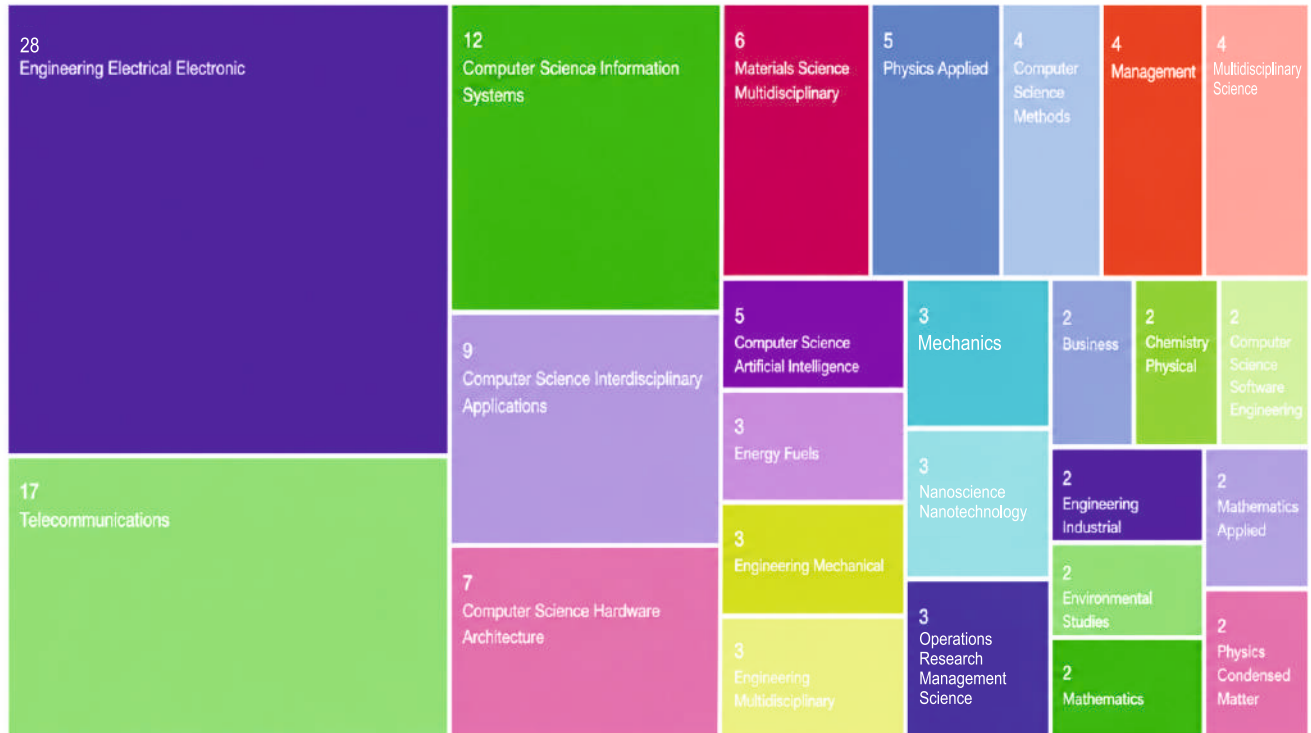 28
Engineering Electrical Electronic
17
Telecommunications
12
Computer Science Information
Systems
9
Computer Science Interdisciplinary
Applications
7
Computer Science Hardware
Architecture
6
Materials Science
Multidisciplinary
5
Physics Applied
4
Computer
Science
Methods
4
Management
4
Multidisciplinary
Science
5
Computer Science
Artificial Intelligence
3
Energy Fuels
3
Engineering Mechanical
3
Engineering
Multidisciplinary
3
Mechanics
3
Nanoscience
Nanotechnology
3
Operations
Research
Management
Science
2
Business
2
Chemistry
Physical
2
Computer
Science
Software
Engineering
2
Engineering
Industrial
2
Environmental
Studies
2
Mathematics
2
Mathematics
Applied
2
Physics
Condensed
Matter